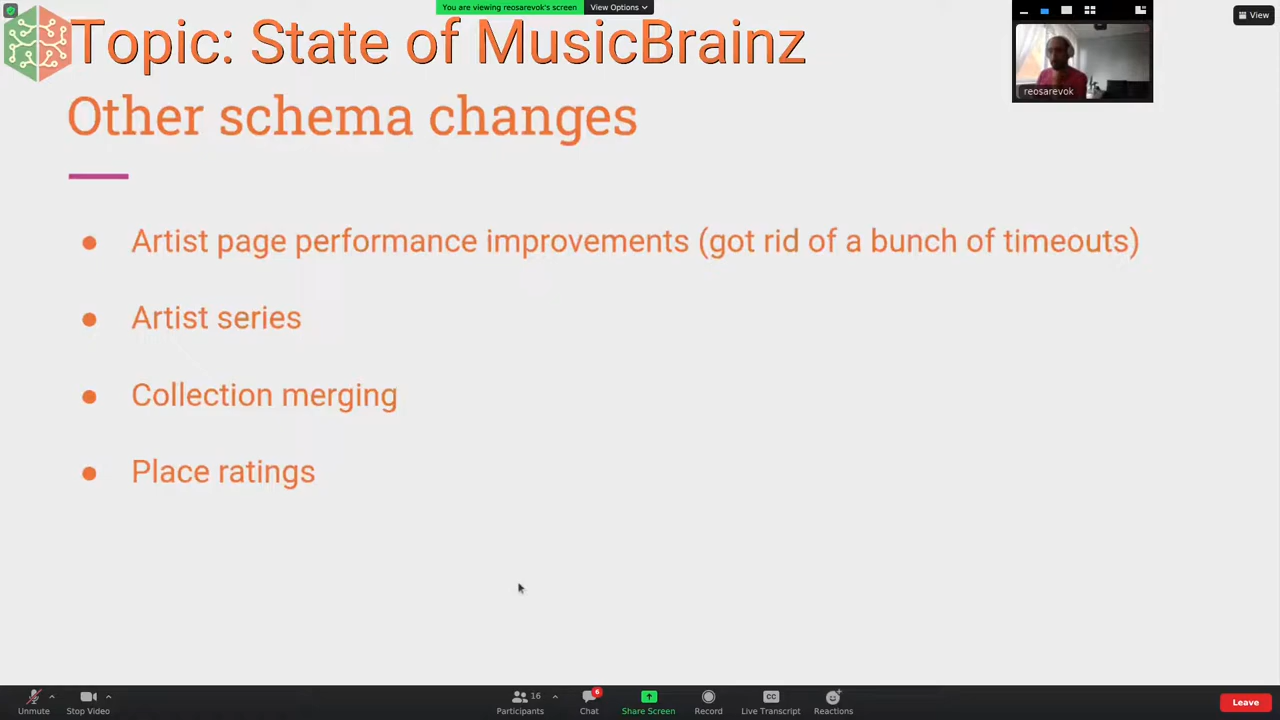 You are viewing reosarevok's screen
View Options
View
Topic: State of MusicBrainz
reosarevok
Other schema changes
Artist page performance improvements (got rid of a bunch of timeouts)
Artist series
Collection merging
Place ratings
Unmute
Stop Video
16
Participants
6
Chat
Share Screen
Record
CC
Live Transcript
Reactions
Leave